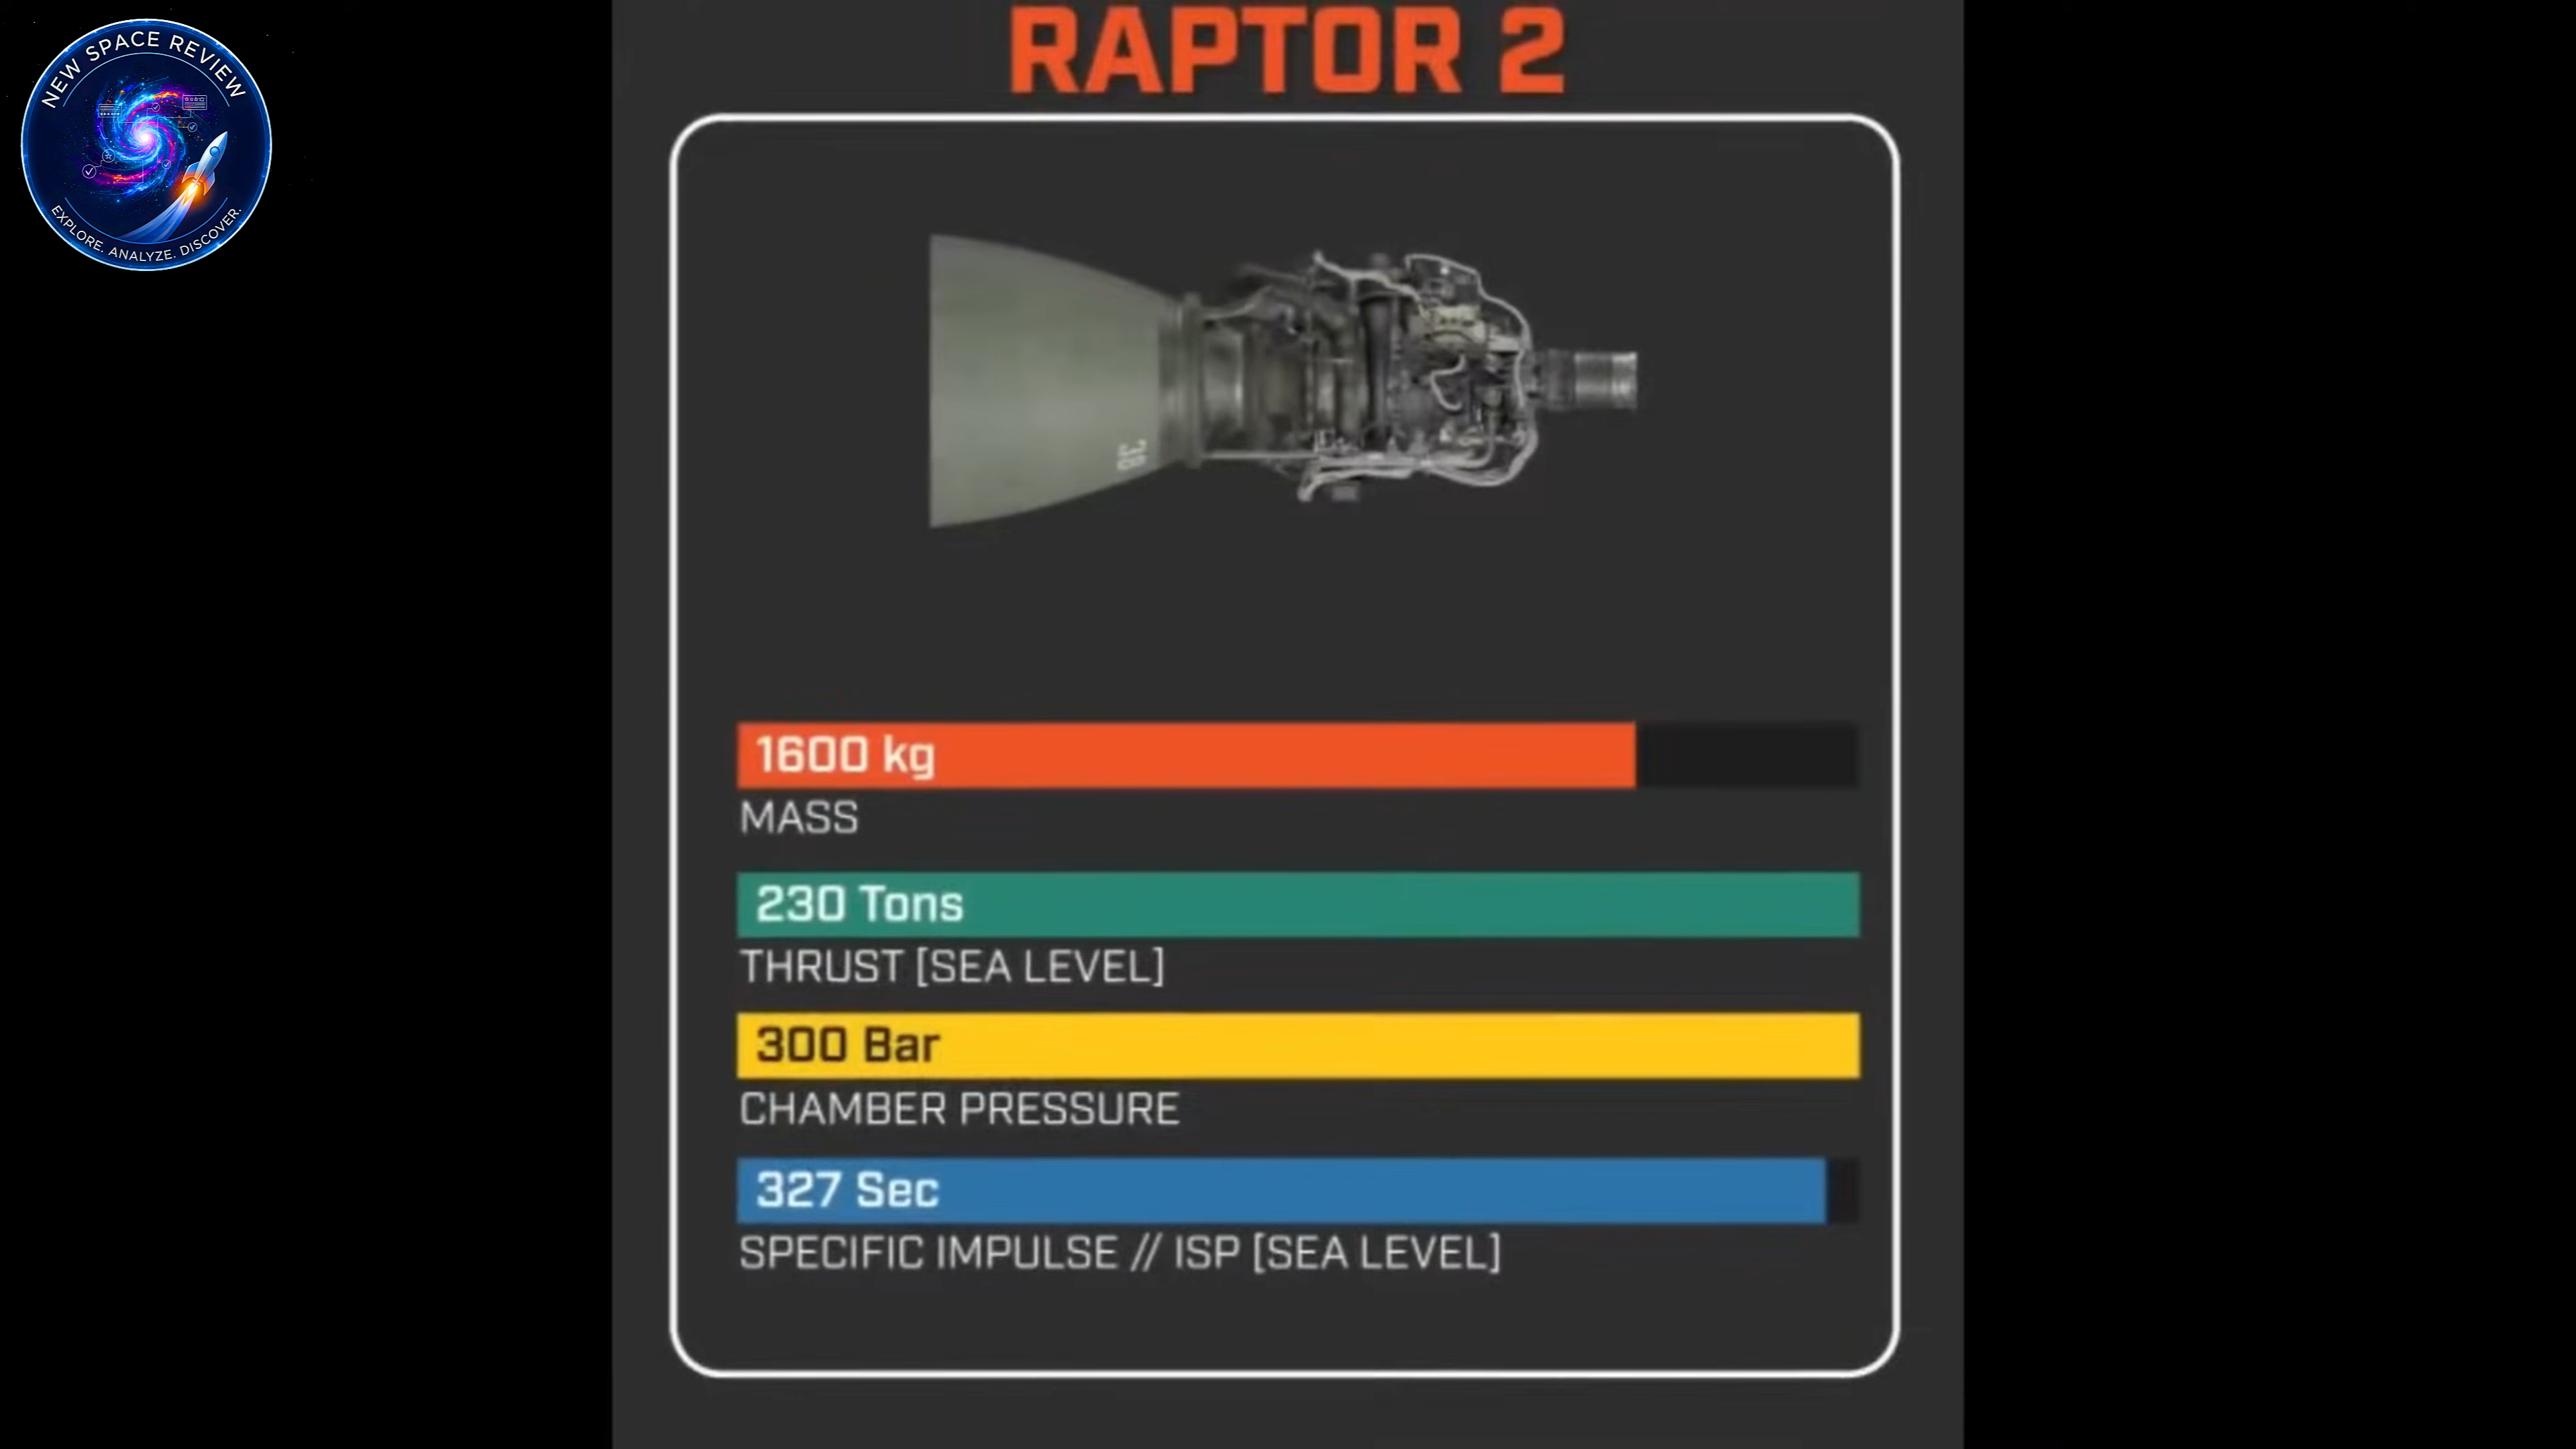 NEW SPACE REVIEW
EXPLORE. ANALYZE. DISCOVER.
RAPTOR 2
38
1600 kg
MASS
230 Tons
THRUST [SEA LEVEL]
300 Bar
CHAMBER PRESSURE
327 Sec
SPECIFIC IMPULSE // ISP [SEA LEVEL]